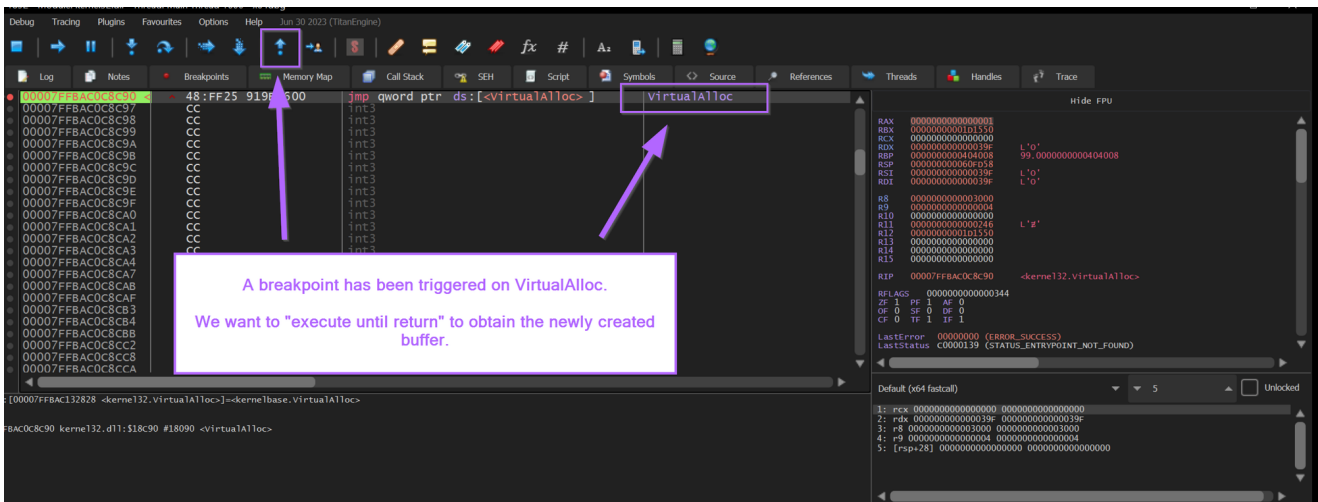 Debug Tracing Plugins Favourites Options Help Jun 30 2023 (TitanEngine)
Log Notes Breakpoints Memory Map Call Stack SEH Script Symbols Source References Threads Handles Trace
00007FFBAC0C8C90 48:FF25 jmp qword ptr ds:[<VirtualAlloc> ] VirtualAlloc
00007FFBAC0C8C97 CC int3
00007FFBAC0C8C98 CC int3
00007FFBAC0C8C99 CC int3
00007FFBAC0C8C9A CC int3
00007FFBAC0C8C9B CC int3
00007FFBAC0C8C9C CC int3
00007FFBAC0C8C9D CC int3
00007FFBAC0C8C9E CC int3
00007FFBAC0C8C9F CC int3
00007FFBAC0C8CA0 CC int3
00007FFBAC0C8CA1 CC int3
00007FFBAC0C8CA2 CC int3
00007FFBAC0C8CA3 CC int3
00007FFBAC0C8CA4
00007FFBAC0C8CA7
00007FFBAC0C8CAB
00007FFBAC0C8CAF
00007FFBAC0C8CB3
00007FFBAC0C8CB4
00007FFBAC0C8CBB
00007FFBAC0C8CC2
00007FFBAC0C8CC8
00007FFBAC0C8CCA
A breakpoint has been triggered on VirtualAlloc.
We want to "execute until return" to obtain the newly created
buffer.
:[00007FFBAC132828 <kernel32.VirtualAlloc>]=<kernelbase.VirtualAlloc>
FBAC0C8C90 kernel32.dll:$18C90 #18090 <VirtualAlloc>
Hide FPU
RAX 0000000000000001
RBX 00000000001D1550
RCX 0000000000000000
RDX 000000000000039F
RBP 0000000000404008 99.0000000000404008
RSP 000000000060FD58
RSI 000000000000039F
RDI 000000000000039F
R8 0000000000003000
R9 0000000000000004
R10 0000000000000000
R11 0000000000000246
R12 00000000001D1550
R13 0000000000000000
R14 0000000000000000
R15 0000000000000000
RIP 00007FFBAC0C8C90 <kernel32.VirtualAlloc>
RFLAGS 0000000000000344
ZF 1 PF 1 AF 0
OF 0 SF 0 DF 0
CF 0 TF 1 IF 1
LastError 00000000 (ERROR_SUCCESS)
LastStatus C0000139 (STATUS_ENTRYPOINT_NOT_FOUND)
Default (x64 fastcall) 5 Unlocked
1: rcx 0000000000000000 0000000000000000
2: rdx 000000000000039F 000000000000039F
3: r8 0000000000003000 0000000000003000
4: r9 0000000000000004 0000000000000004
5: [rsp+28] 0000000000000000 0000000000000000